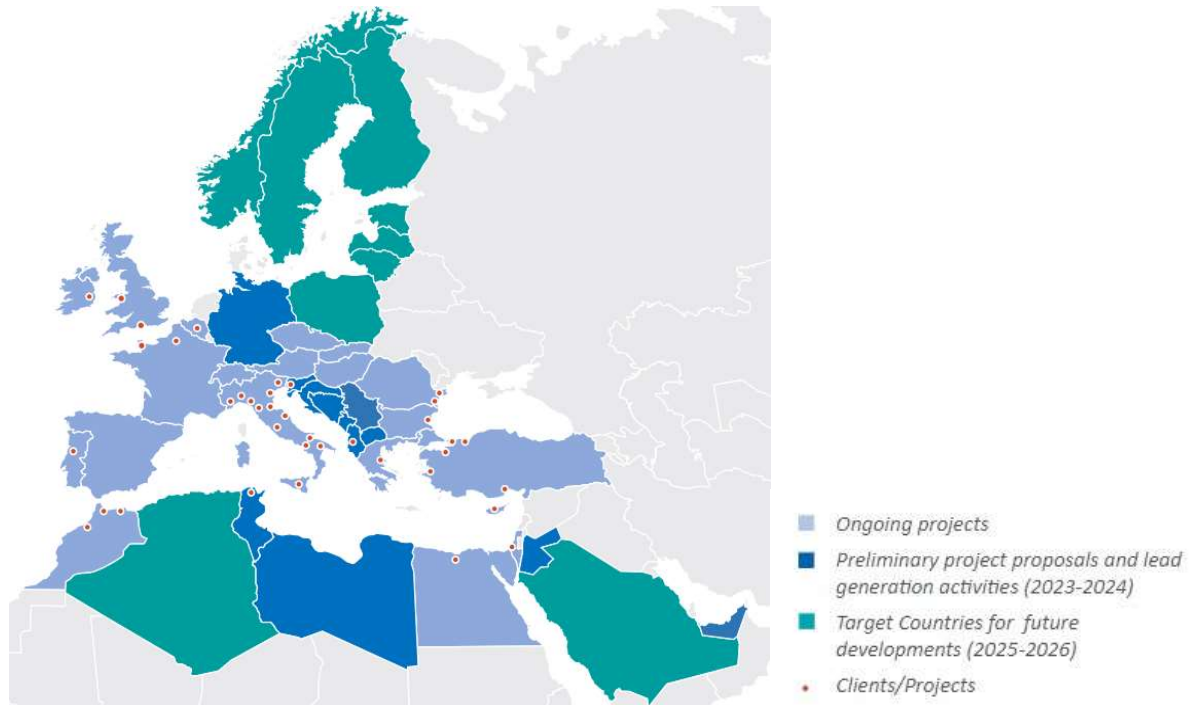 Ongoing projects
Preliminary project proposals and lead
generation activities (2023-2024)
Target Countries for future
developments (2025-2026)
Clients/Projects